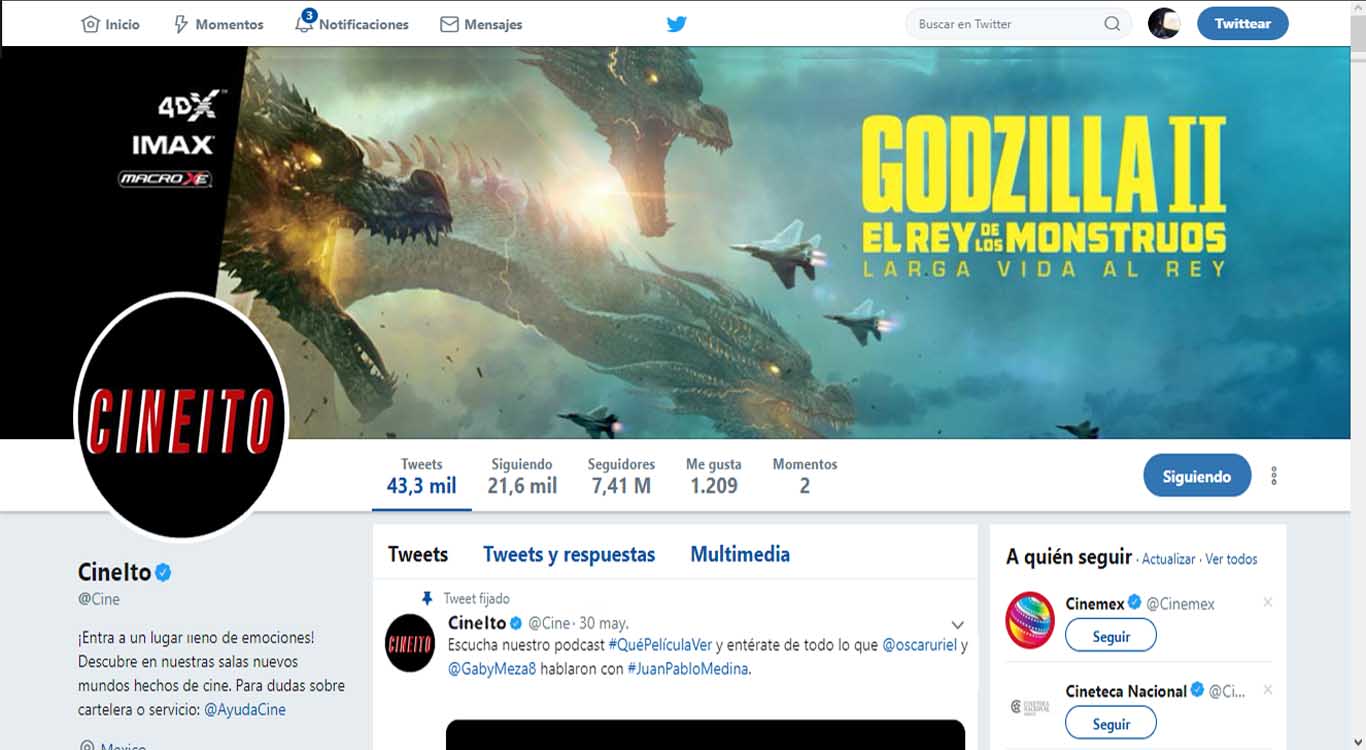 Inicio
Momentos
3
Notificaciones
Mensajes
Buscar en Twitter
Twittear
4DX™
IMAX
MACROXE
GODZILLA II
EL REY DE LOS MONSTRUOS
LARGA VIDA AL REY
CINEITO
Tweets
43,3 mil
Siguiendo
21,6 mil
Seguidores
7,41 M
Me gusta
1.209
Momentos
2
Siguiendo
CineIto
@Cine
¡Entra a un lugar lleno de emociones!
Descubre en nuestras salas nuevos
mundos hechos de cine. Para dudas sobre
cartelera o servicio: @AyudaCine
Mexico
Tweets
Tweets y respuestas
Multimedia
Tweet fijado
CINEITO
CineIto @Cine · 30 may.
Escucha nuestro podcast #QuéPelículaVer y entérate de todo lo que @oscaruriel y
@GabyMeza8 hablaron con #JuanPabloMedina.
A quién seguir · Actualizar · Ver todos
Cinemex @Cinemex
Seguir
Cineteca Nacional @Ci...
CINETECA NACIONAL
Seguir